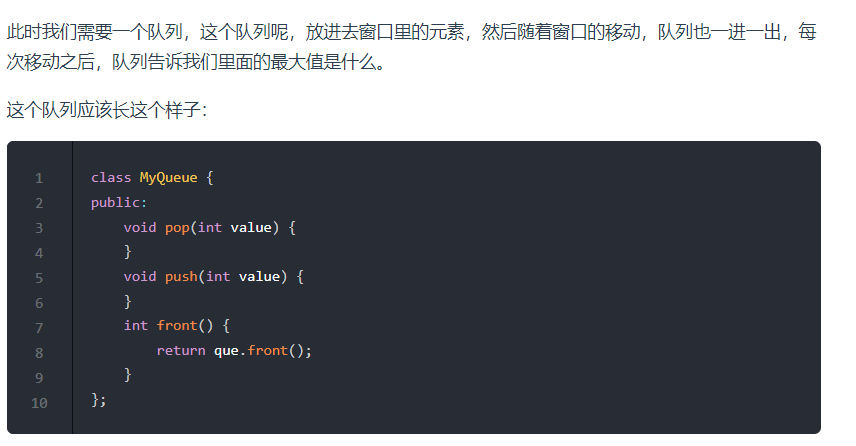 此时我们需要一个队列，这个队列呢，放进去窗口里的元素，然后随着窗口的移动，队列也一进一出，每
次移动之后，队列告诉我们里面的最大值是什么。
这个队列应该长这个样子：
1 class MyQueue {
2 public:
3     void pop(int value) {
4     }
5     void push(int value) {
6     }
7     int front() {
8         return que.front();
9     }
10 };